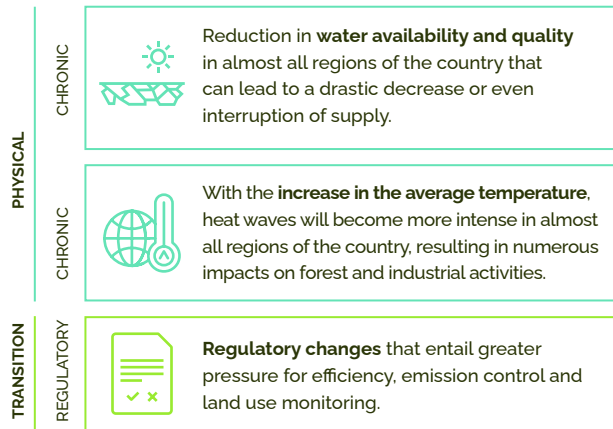 PHYSICAL
CHRONIC
Reduction in water availability and quality
in almost all regions of the country that
can lead to a drastic decrease or even
interruption of supply.
CHRONIC
With the increase in the average temperature,
heat waves will become more intense in almost
all regions of the country, resulting in numerous
impacts on forest and industrial activities.
TRANSITION
REGULATORY
Regulatory changes that entail greater
pressure for efficiency, emission control and
land use monitoring.